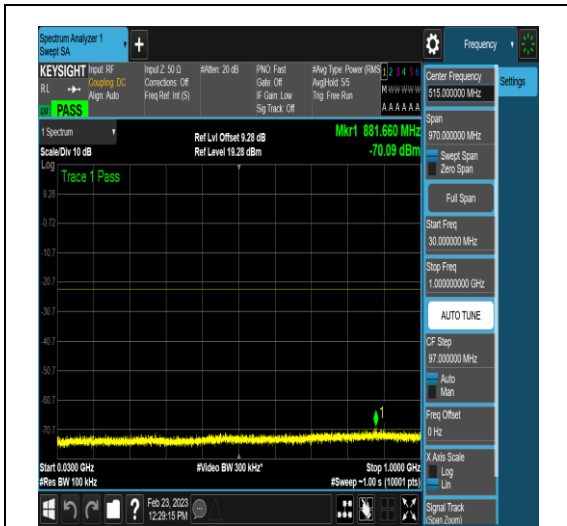 Spectrum Analyzer 1
Swept SA
+
Frequency
KEYSIGHT
RL
Input: RF
Coupling: DC
Align: Auto
Input Z: 50 Ω
Corrections: Off
Freq Ref: Int (S)
#Atten: 20 dB
PNO: Fast
Gate: Off
IF Gain: Low
Sig Track: Off
#Avg Type: Power (RMS)
Avg|Hold: 5/5
Trig: Free Run
1 2 3 4 5 6
M W W W W W
A A A A A A
PASS
1 Spectrum
Scale/Div 10 dB
Ref Lvl Offset 9.28 dB
Ref Level 19.28 dBm
Mkr1 881.660 MHz
-70.09 dBm
Log
Trace 1 Pass
9.28
-0.72
-10.7
-20.7
-30.7
-40.7
-50.7
-60.7
-70.7
1
Start 0.0300 GHz
#Res BW 100 kHz
#Video BW 300 kHz*
Stop 1.0000 GHz
#Sweep ~1.00 s (10001 pts)
Feb 23, 2023
12:29:15 PM
?
Center Frequency
515.000000 MHz
Settings
Span
970.000000 MHz
Swept Span
Zero Span
Full Span
Start Freq
30.000000 MHz
Stop Freq
1.000000000 GHz
AUTO TUNE
CF Step
97.000000 MHz
Auto
Man
Freq Offset
0 Hz
X Axis Scale
Log
Lin
Signal Track
(Span Zoom)